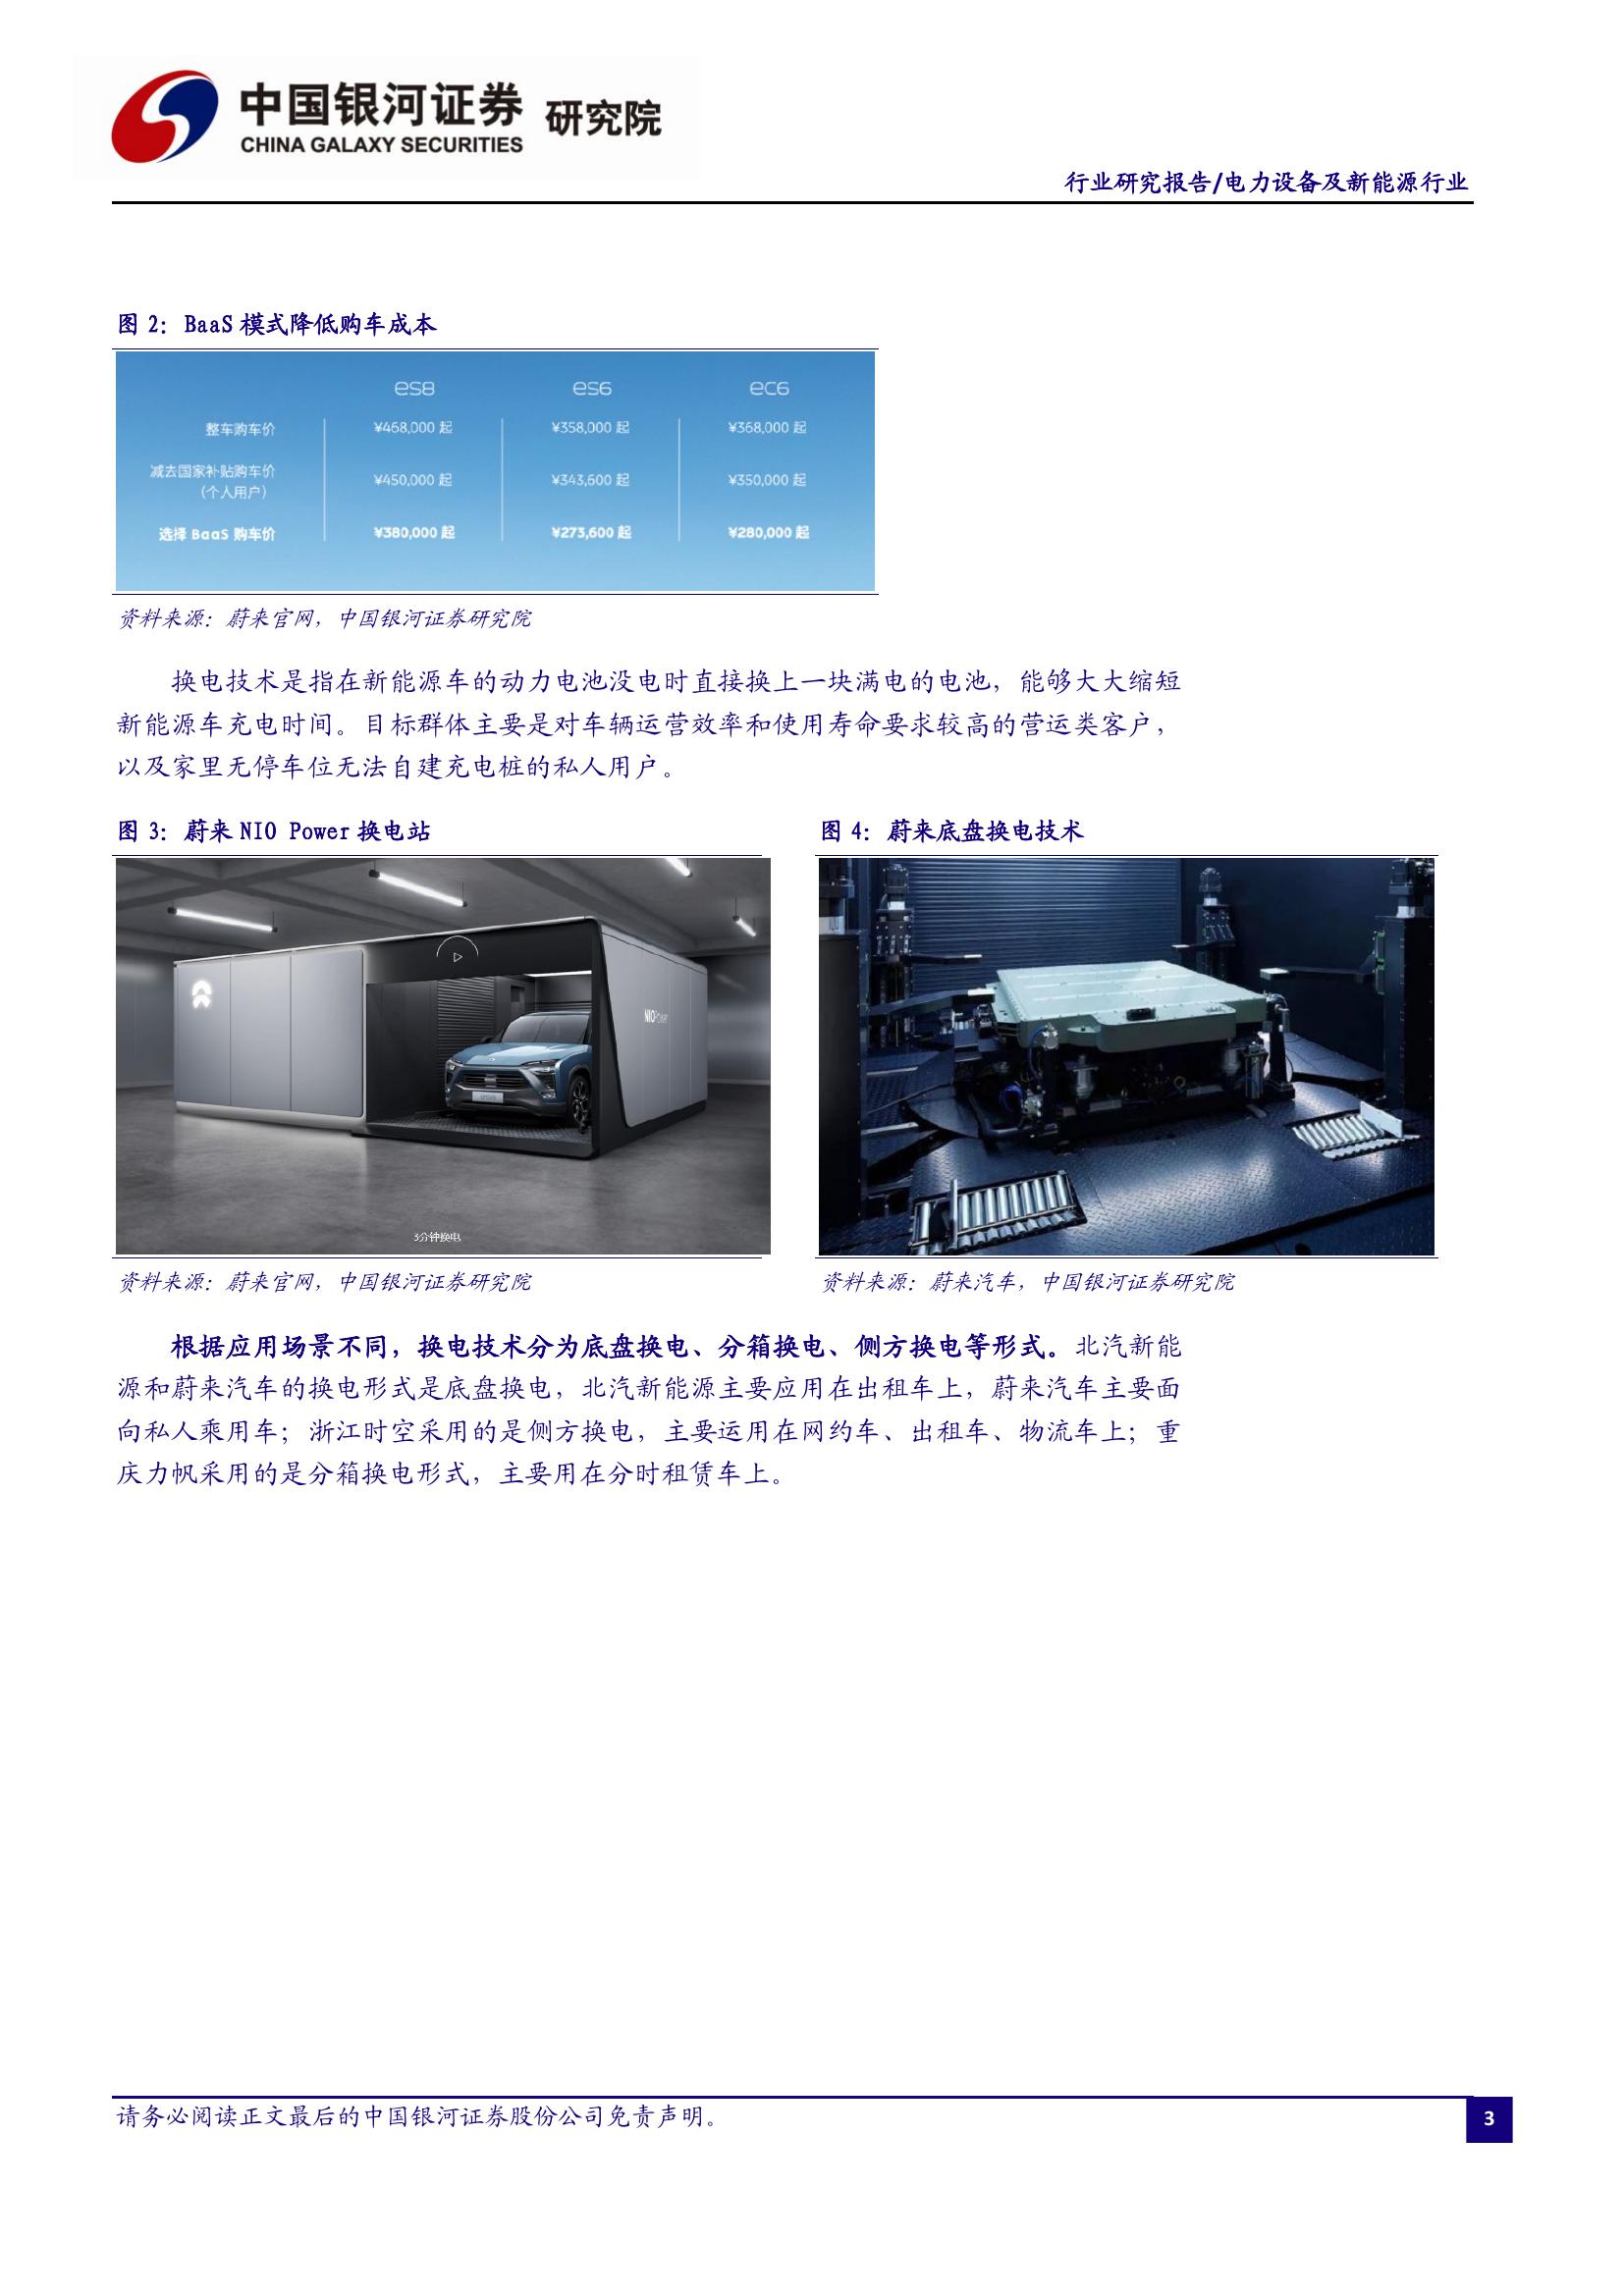 中国银河证券 研究院
CHINA GALAXY SECURITIES
行业研究报告/电力设备及新能源行业
图 2：BaaS 模式降低购车成本
es8 es6 ec6
整车购车价 ¥468,000 起 ¥358,000 起 ¥368,000 起
减去国家补贴购车价
（个人用户） ¥450,000 起 ¥343,600 起 ¥350,000 起
选择 BaaS 购车价 ¥380,000 起 ¥273,600 起 ¥280,000 起
资料来源：蔚来官网，中国银河证券研究院
换电技术是指在新能源车的动力电池没电时直接换上一块满电的电池，能够大大缩短
新能源车充电时间。目标群体主要是对车辆运营效率和使用寿命要求较高的营运类客户，
以及家里无停车位无法自建充电桩的私人用户。
图 3：蔚来 NIO Power 换电站
图 4：蔚来底盘换电技术
NIO Power
3分钟换电
资料来源：蔚来官网，中国银河证券研究院
资料来源：蔚来汽车，中国银河证券研究院
根据应用场景不同，换电技术分为底盘换电、分箱换电、侧方换电等形式。北汽新能
源和蔚来汽车的换电形式是底盘换电，北汽新能源主要应用在出租车上，蔚来汽车主要面
向私人乘用车；浙江时空采用的是侧方换电，主要运用在网约车、出租车、物流车上；重
庆力帆采用的是分箱换电形式，主要用在分时租赁车上。
请务必阅读正文最后的中国银河证券股份公司免责声明。
3